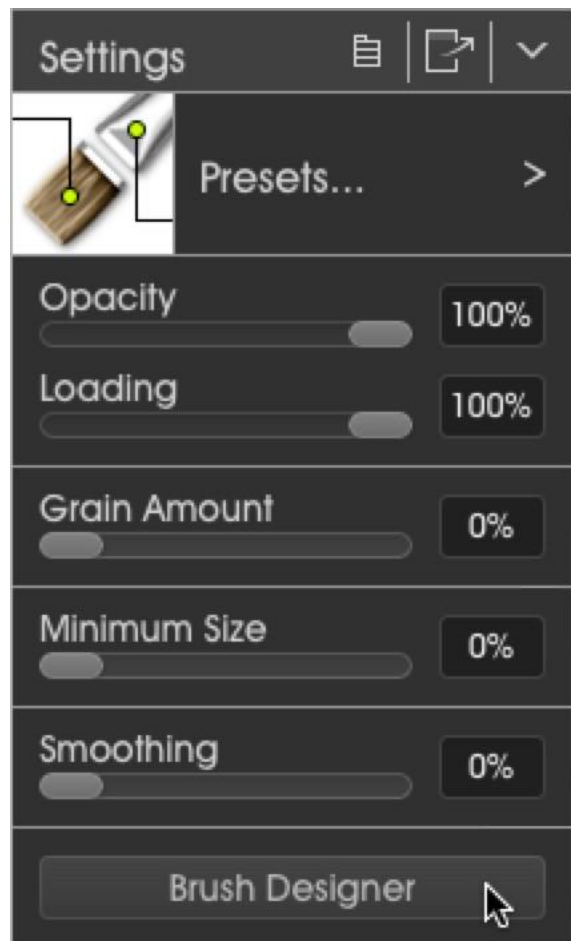 Settings
Presets... >
Opacity
100%
Loading
100%
Grain Amount
0%
Minimum Size
0%
Smoothing
0%
Brush Designer